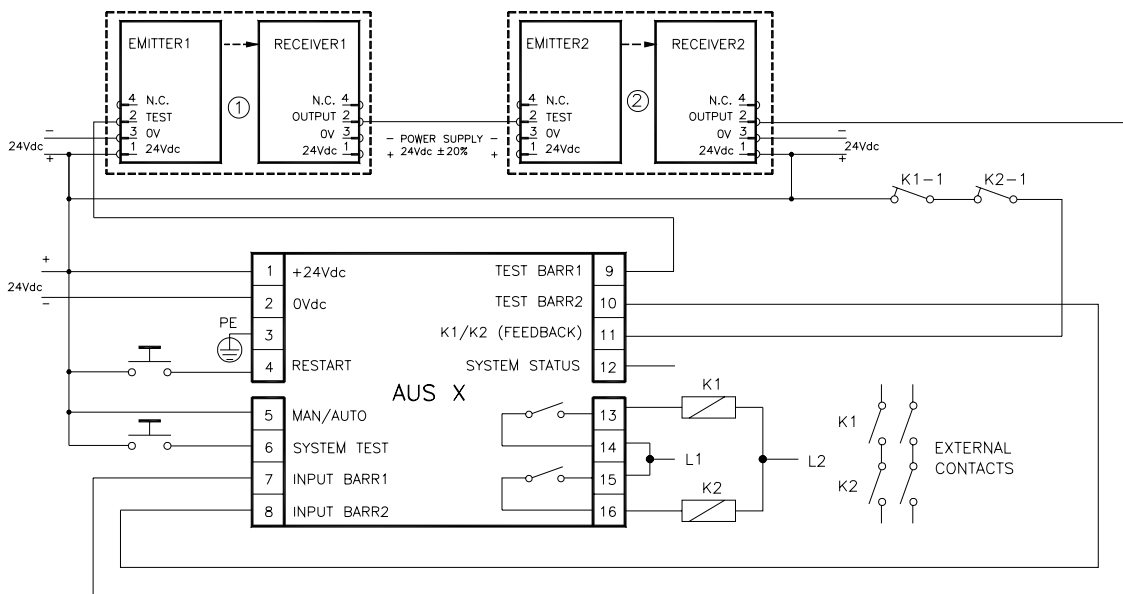 EMITTER1
RECEIVER1
EMITTER2
RECEIVER2
4 N.C.
2 TEST
3 0V
1 24Vdc
1
N.C. 4
OUTPUT 2
0V 3
24Vdc 1
4 N.C.
2 TEST
3 0V
1 24Vdc
2
N.C. 4
OUTPUT 2
0V 3
24Vdc 1
−
24Vdc
+
− POWER SUPPLY −
+ 24Vdc ±20% +
−
24Vdc
+
K1-1
K2-1
+
24Vdc
−
PE
1 +24Vdc
2 0Vdc
3
4 RESTART
5 MAN/AUTO
6 SYSTEM TEST
7 INPUT BARR1
8 INPUT BARR2
AUS X
TEST BARR1 9
TEST BARR2 10
K1/K2 (FEEDBACK) 11
SYSTEM STATUS 12
13
14
15
16
K1
L1
L2
K2
K1
K2
EXTERNAL
CONTACTS